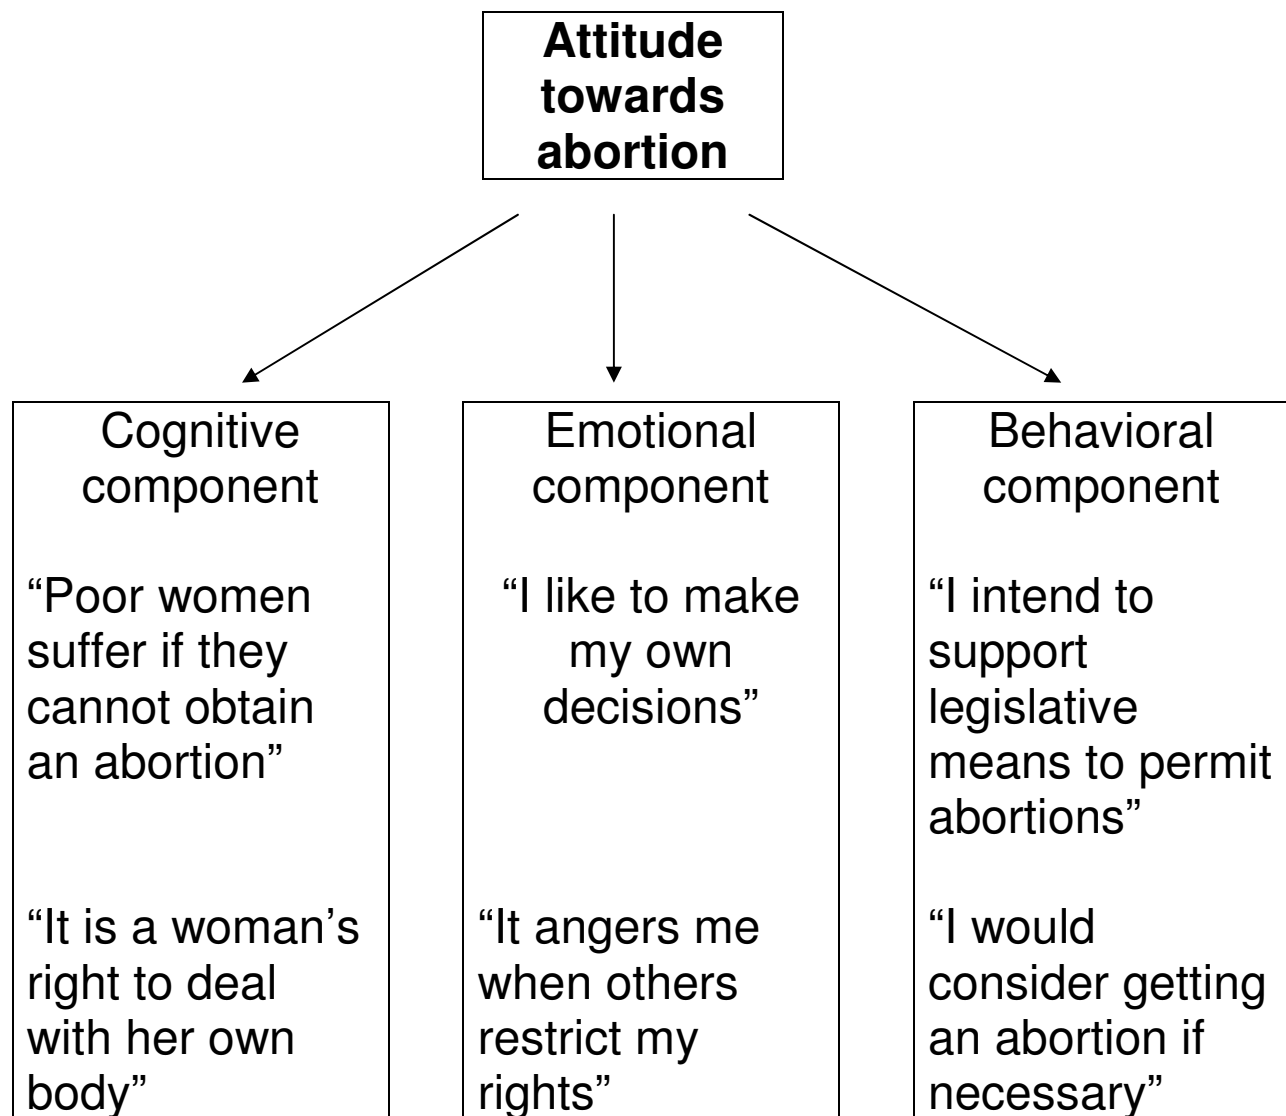 Attitude
towards
abortion
Cognitive
component
“Poor women
suffer if they
cannot obtain
an abortion”
“It is a woman’s
right to deal
with her own
body”
Emotional
component
“I like to make
my own
decisions”
“It angers me
when others
restrict my
rights”
Behavioral
component
“I intend to
support
legislative
means to permit
abortions”
“I would
consider getting
an abortion if
necessary”